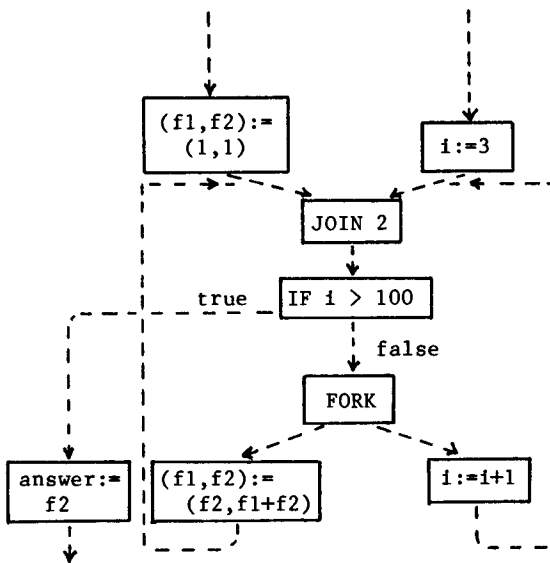 (f1,f2):=
(1,1)
i:=3
JOIN 2
IF i > 100
true
false
FORK
answer:=
f2
(f1,f2):=
(f2,f1+f2)
i:=i+1